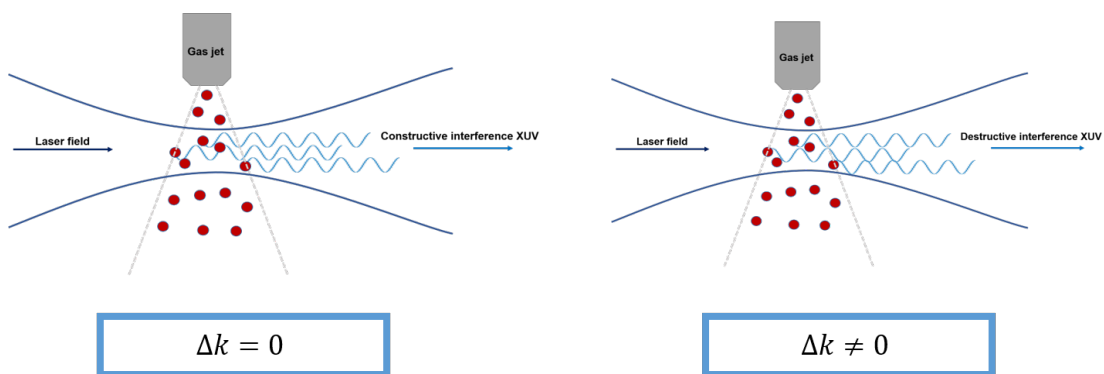 Gas jet
Laser field
Constructive interference XUV
Δk = 0
Gas jet
Laser field
Destructive interference XUV
Δk ≠ 0